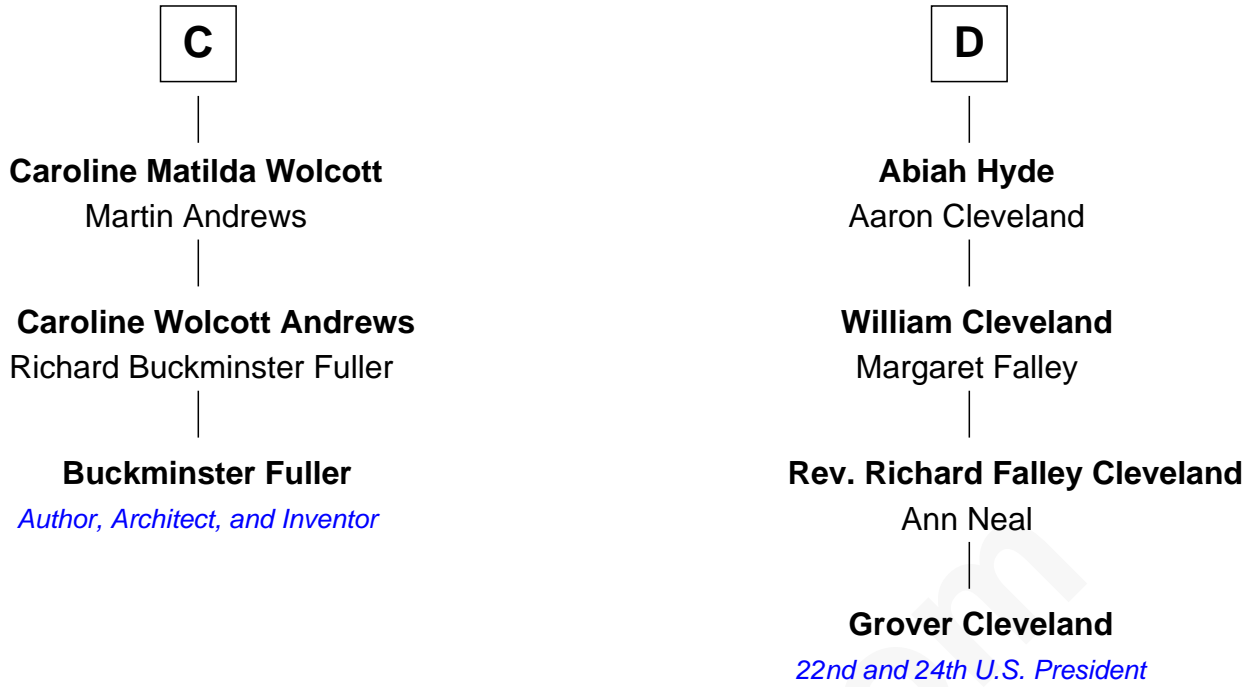 C
Caroline Matilda Wolcott
Martin Andrews
Caroline Wolcott Andrews
Richard Buckminster Fuller
Buckminster Fuller
Author, Architect, and Inventor
D
Abiah Hyde
Aaron Cleveland
William Cleveland
Margaret Falley
Rev. Richard Falley Cleveland
Ann Neal
Grover Cleveland
22nd and 24th U.S. President